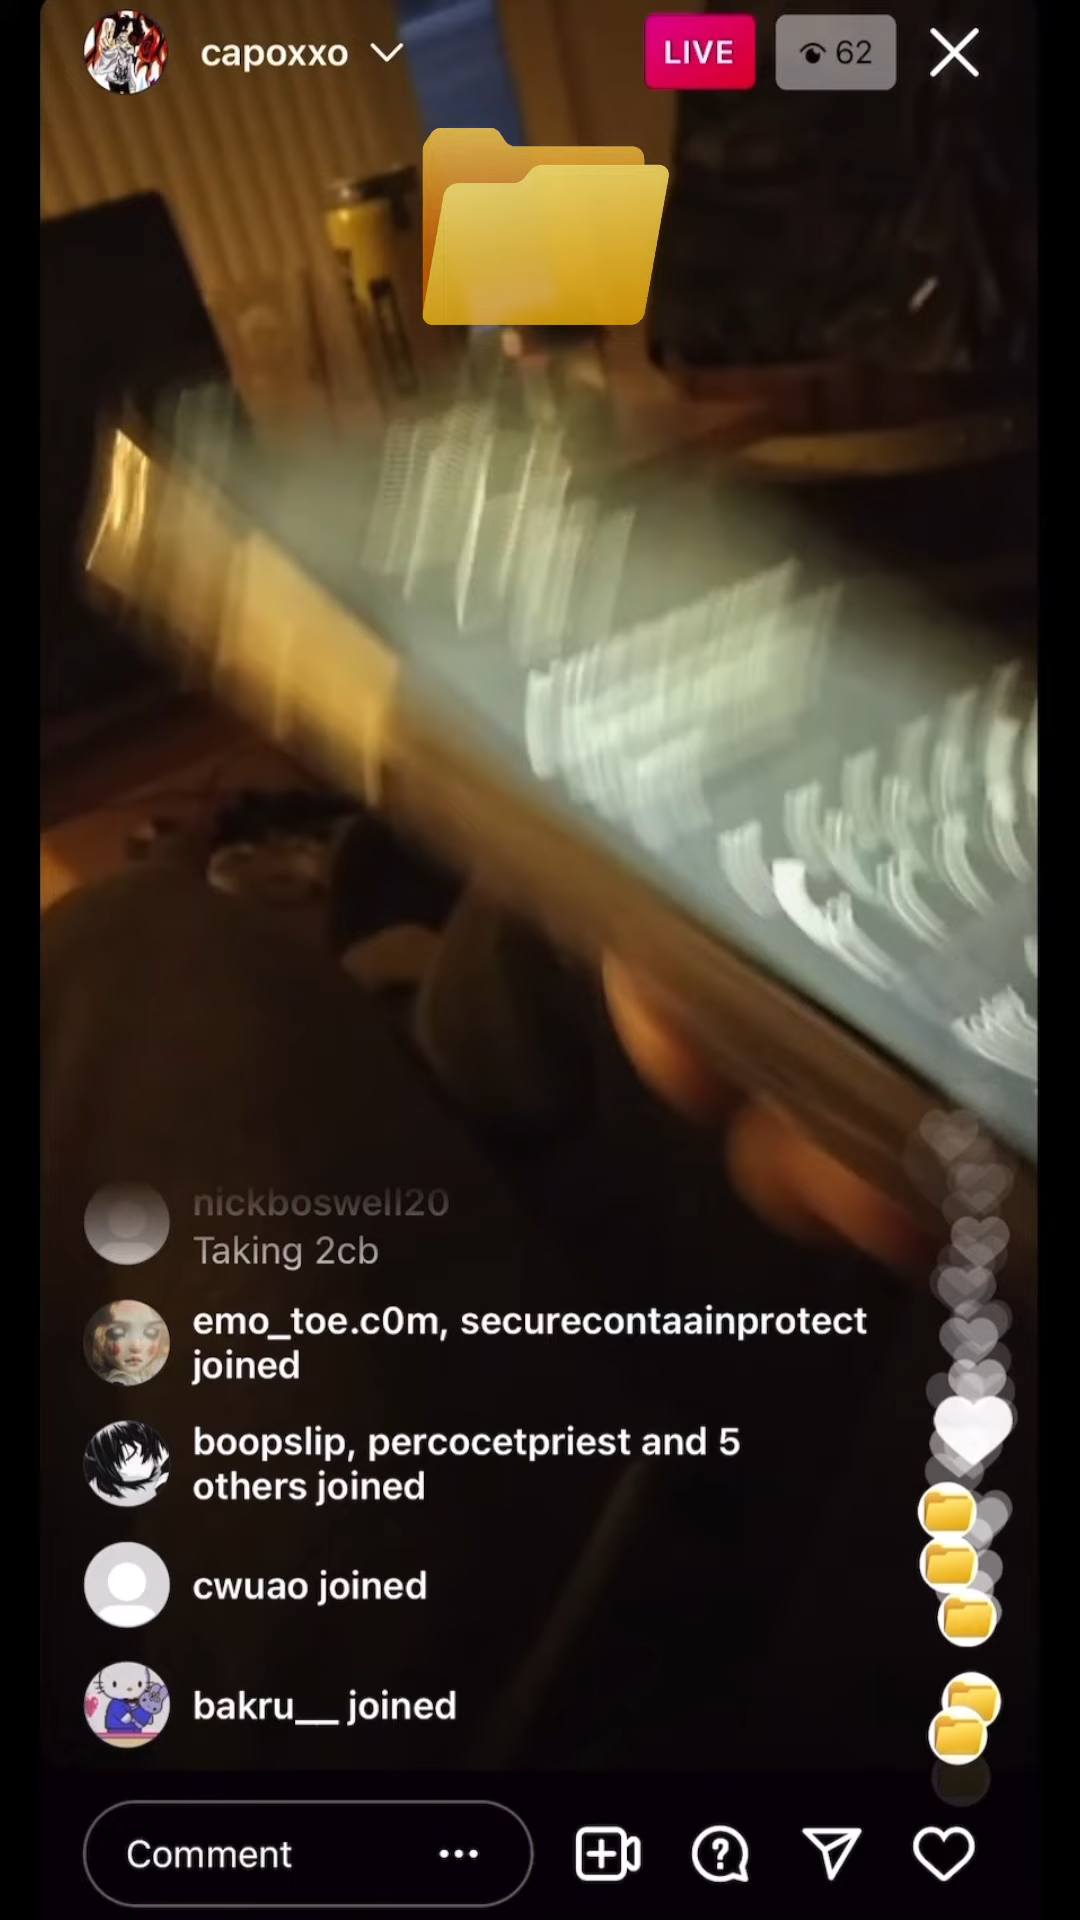 capoxxo
LIVE
62
nickboswell20
Taking 2cb
emo_toe.c0m, securecontaainprotect
joined
boopslip, percocetpriest and 5
others joined
cwuao joined
bakru__ joined
Comment